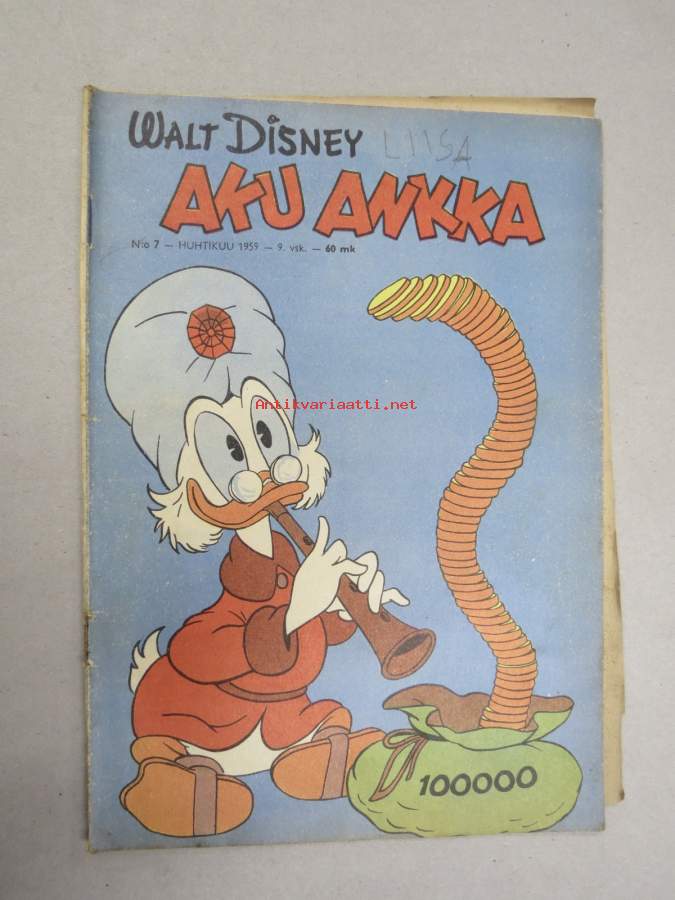 WALT DISNEY LIISA
AKU ANKKA
N:o 7 — HUHTIKUU 1959 — 9. vsk. — 60 mk
Antikvariaatti.net
100000